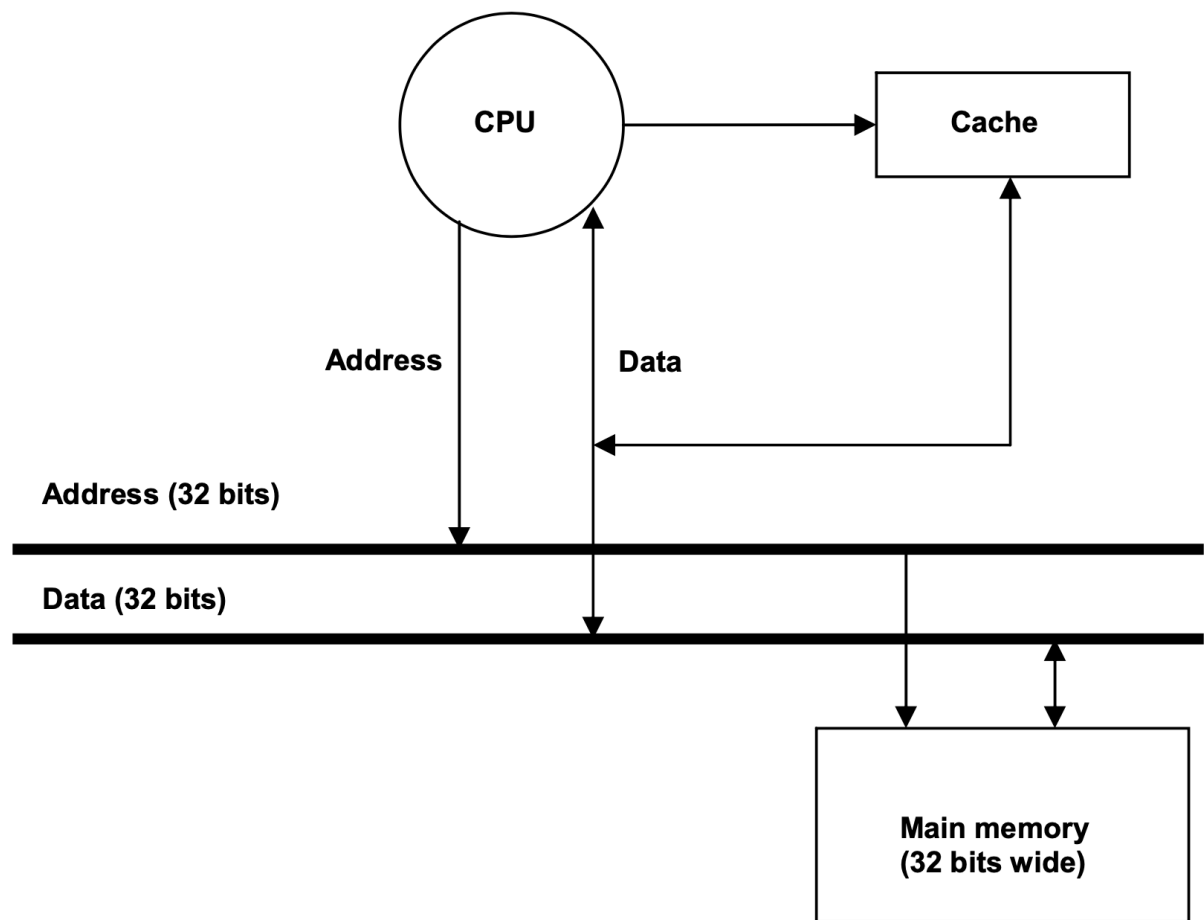 CPU
Cache
Address
Data
Address (32 bits)
Data (32 bits)
Main memory
(32 bits wide)